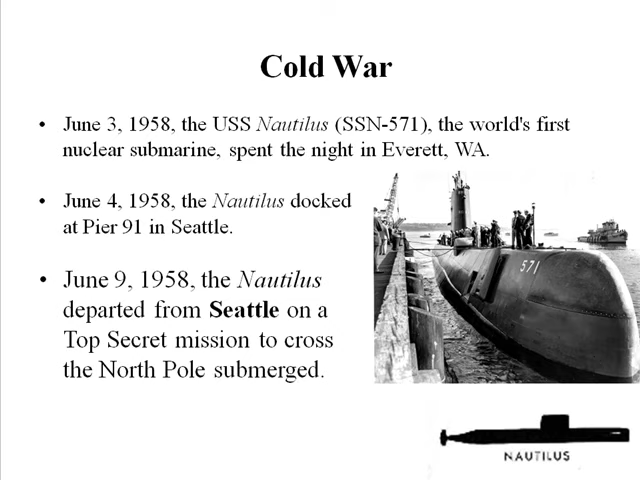 Cold War
• June 3, 1958, the USS Nautilus (SSN-571), the world's first
nuclear submarine, spent the night in Everett, WA.
• June 4, 1958, the Nautilus docked
at Pier 91 in Seattle.
• June 9, 1958, the Nautilus
departed from Seattle on a
Top Secret mission to cross
the North Pole submerged.
571
NAUTILUS